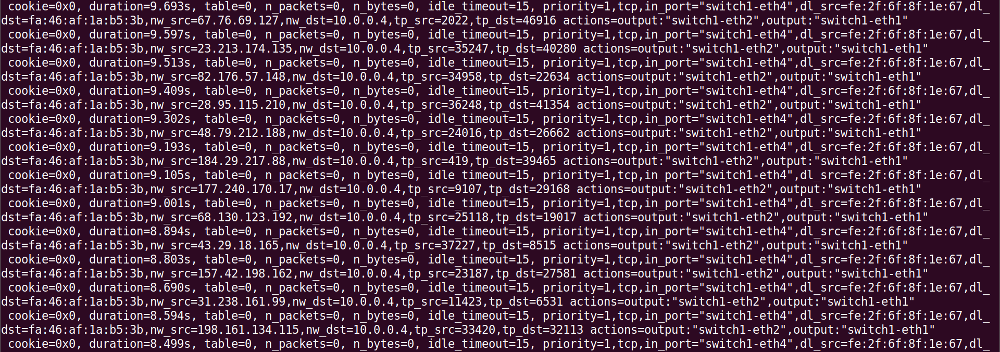 cookie=0x0, duration=9.693s, table=0, n_packets=0, n_bytes=0, idle_timeout=15, priority=1,tcp,in_port="switch1-eth4",dl_src=fe:2f:6f:8f:1e:67,dl_
dst=fa:46:af:1a:b5:3b,nw_src=67.76.69.127,nw_dst=10.0.0.4,tp_src=2022,tp_dst=46916 actions=output:"switch1-eth2",output:"switch1-eth1"
cookie=0x0, duration=9.597s, table=0, n_packets=0, n_bytes=0, idle_timeout=15, priority=1,tcp,in_port="switch1-eth4",dl_src=fe:2f:6f:8f:1e:67,dl_
dst=fa:46:af:1a:b5:3b,nw_src=23.213.174.135,nw_dst=10.0.0.4,tp_src=35247,tp_dst=40280 actions=output:"switch1-eth2",output:"switch1-eth1"
cookie=0x0, duration=9.513s, table=0, n_packets=0, n_bytes=0, idle_timeout=15, priority=1,tcp,in_port="switch1-eth4",dl_src=fe:2f:6f:8f:1e:67,dl_
dst=fa:46:af:1a:b5:3b,nw_src=82.176.57.148,nw_dst=10.0.0.4,tp_src=34958,tp_dst=22634 actions=output:"switch1-eth2",output:"switch1-eth1"
cookie=0x0, duration=9.409s, table=0, n_packets=0, n_bytes=0, idle_timeout=15, priority=1,tcp,in_port="switch1-eth4",dl_src=fe:2f:6f:8f:1e:67,dl_
dst=fa:46:af:1a:b5:3b,nw_src=28.95.115.210,nw_dst=10.0.0.4,tp_src=36248,tp_dst=41354 actions=output:"switch1-eth2",output:"switch1-eth1"
cookie=0x0, duration=9.302s, table=0, n_packets=0, n_bytes=0, idle_timeout=15, priority=1,tcp,in_port="switch1-eth4",dl_src=fe:2f:6f:8f:1e:67,dl_
dst=fa:46:af:1a:b5:3b,nw_src=48.79.212.188,nw_dst=10.0.0.4,tp_src=24016,tp_dst=26662 actions=output:"switch1-eth2",output:"switch1-eth1"
cookie=0x0, duration=9.193s, table=0, n_packets=0, n_bytes=0, idle_timeout=15, priority=1,tcp,in_port="switch1-eth4",dl_src=fe:2f:6f:8f:1e:67,dl_
dst=fa:46:af:1a:b5:3b,nw_src=184.29.217.88,nw_dst=10.0.0.4,tp_src=419,tp_dst=39465 actions=output:"switch1-eth2",output:"switch1-eth1"
cookie=0x0, duration=9.105s, table=0, n_packets=0, n_bytes=0, idle_timeout=15, priority=1,tcp,in_port="switch1-eth4",dl_src=fe:2f:6f:8f:1e:67,dl_
dst=fa:46:af:1a:b5:3b,nw_src=177.240.170.17,nw_dst=10.0.0.4,tp_src=9107,tp_dst=29168 actions=output:"switch1-eth2",output:"switch1-eth1"
cookie=0x0, duration=9.001s, table=0, n_packets=0, n_bytes=0, idle_timeout=15, priority=1,tcp,in_port="switch1-eth4",dl_src=fe:2f:6f:8f:1e:67,dl_
dst=fa:46:af:1a:b5:3b,nw_src=68.130.123.192,nw_dst=10.0.0.4,tp_src=25118,tp_dst=19017 actions=output:"switch1-eth2",output:"switch1-eth1"
cookie=0x0, duration=8.894s, table=0, n_packets=0, n_bytes=0, idle_timeout=15, priority=1,tcp,in_port="switch1-eth4",dl_src=fe:2f:6f:8f:1e:67,dl_
dst=fa:46:af:1a:b5:3b,nw_src=43.29.18.165,nw_dst=10.0.0.4,tp_src=37227,tp_dst=8515 actions=output:"switch1-eth2",output:"switch1-eth1"
cookie=0x0, duration=8.803s, table=0, n_packets=0, n_bytes=0, idle_timeout=15, priority=1,tcp,in_port="switch1-eth4",dl_src=fe:2f:6f:8f:1e:67,dl_
dst=fa:46:af:1a:b5:3b,nw_src=157.42.198.162,nw_dst=10.0.0.4,tp_src=23187,tp_dst=27581 actions=output:"switch1-eth2",output:"switch1-eth1"
cookie=0x0, duration=8.690s, table=0, n_packets=0, n_bytes=0, idle_timeout=15, priority=1,tcp,in_port="switch1-eth4",dl_src=fe:2f:6f:8f:1e:67,dl_
dst=fa:46:af:1a:b5:3b,nw_src=31.238.161.99,nw_dst=10.0.0.4,tp_src=11423,tp_dst=6531 actions=output:"switch1-eth2",output:"switch1-eth1"
cookie=0x0, duration=8.594s, table=0, n_packets=0, n_bytes=0, idle_timeout=15, priority=1,tcp,in_port="switch1-eth4",dl_src=fe:2f:6f:8f:1e:67,dl_
dst=fa:46:af:1a:b5:3b,nw_src=198.161.134.115,nw_dst=10.0.0.4,tp_src=33420,tp_dst=32113 actions=output:"switch1-eth2",output:"switch1-eth1"
cookie=0x0, duration=8.499s, table=0, n_packets=0, n_bytes=0, idle_timeout=15, priority=1,tcp,in_port="switch1-eth4",dl_src=fe:2f:6f:8f:1e:67,dl_